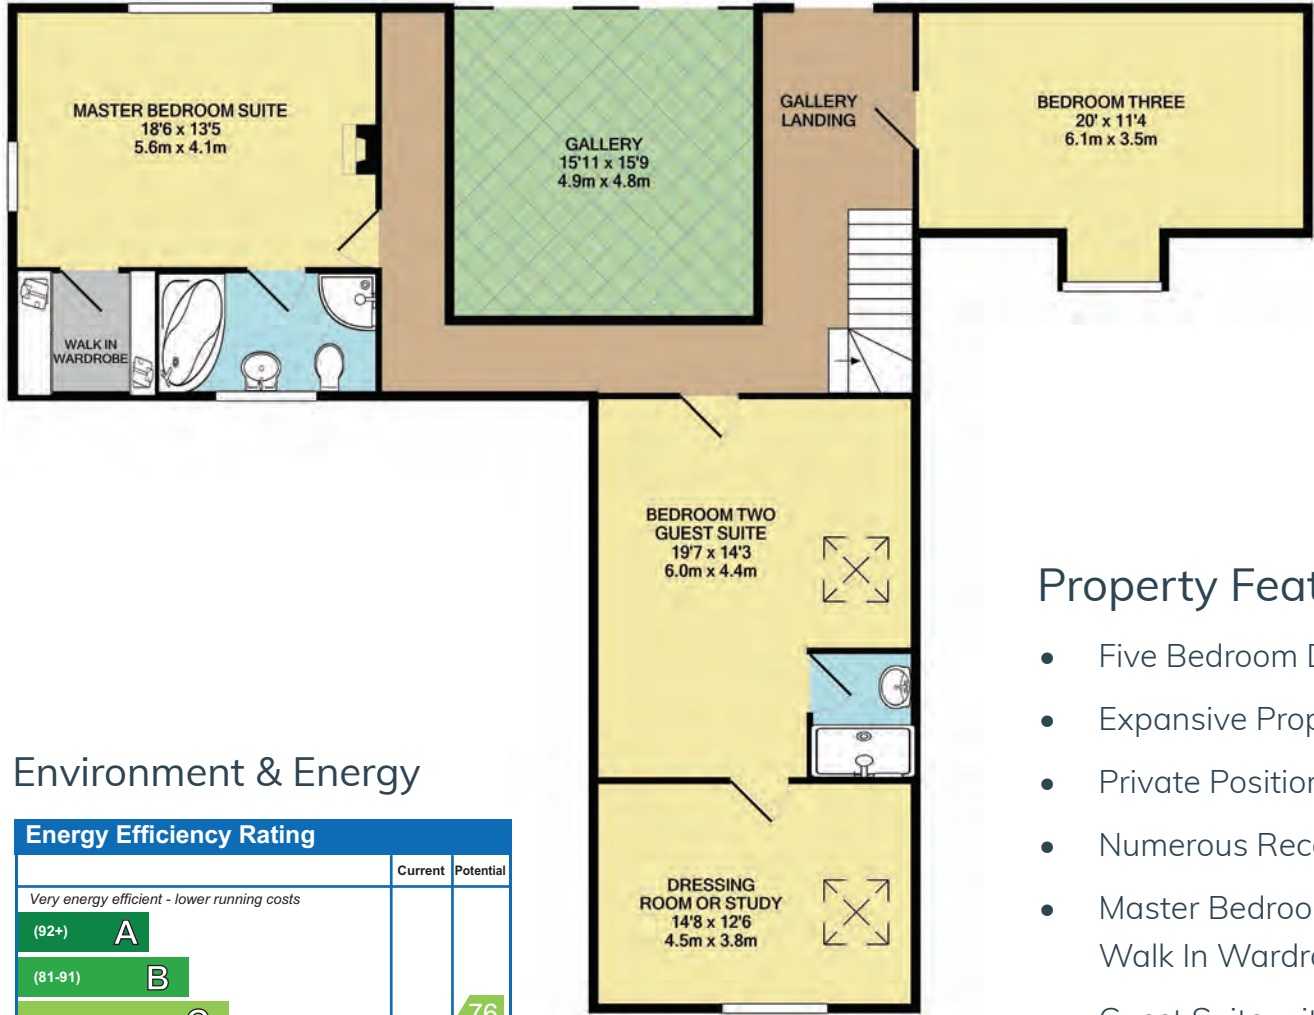 MASTER BEDROOM SUITE
18'6 x 13'5
5.6m x 4.1m
GALLERY
15'11 x 15'9
4.9m x 4.8m
GALLERY
LANDING
BEDROOM THREE
20' x 11'4
6.1m x 3.5m
WALK IN
WARDROBE
BEDROOM TWO
GUEST SUITE
19'7 x 14'3
6.0m x 4.4m
DRESSING
ROOM OR STUDY
14'8 x 12'6
4.5m x 3.8m
Environment & Energy
Energy Efficiency Rating
Current Potential
Very energy efficient - lower running costs
(92+) A
(81-91) B
76
Property Feat
• Five Bedroom
• Expansive Prop
• Private Position
• Numerous Rec
• Master Bedroo
Walk In Wardr
Guest Suite